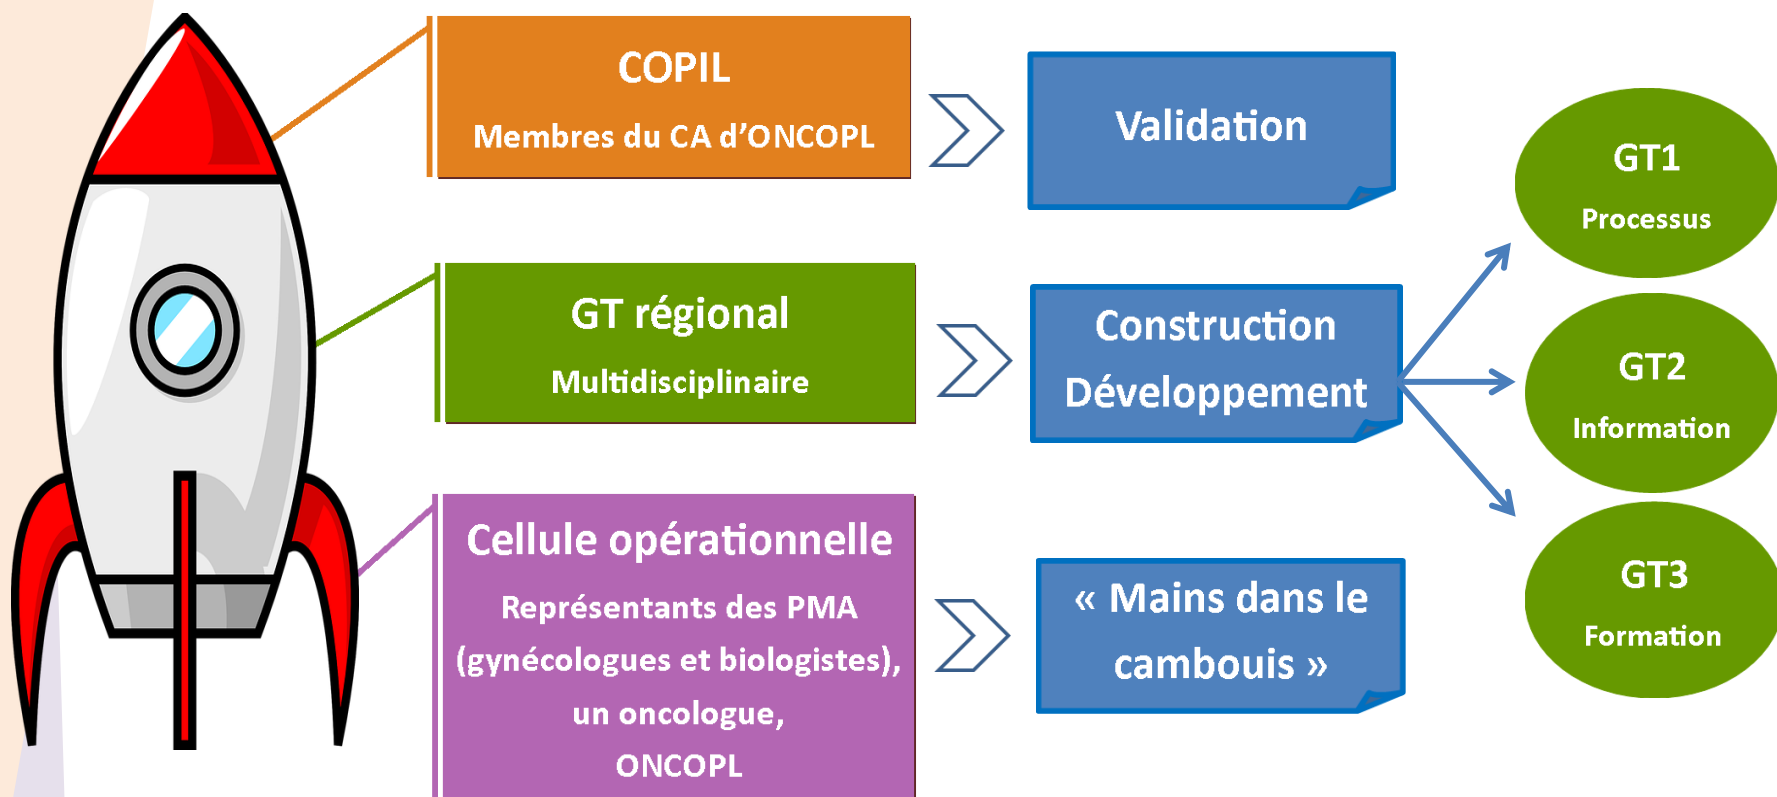 COPIL
Membres du CA d’ONCOPL
Validation
GT régional
Multidisciplinaire
Construction
Développement
Cellule opérationnelle
Représentants des PMA
(gynécologues et biologistes),
un oncologue,
ONCOPL
« Mains dans le
cambouis »
GT1
Processus
GT2
Information
GT3
Formation